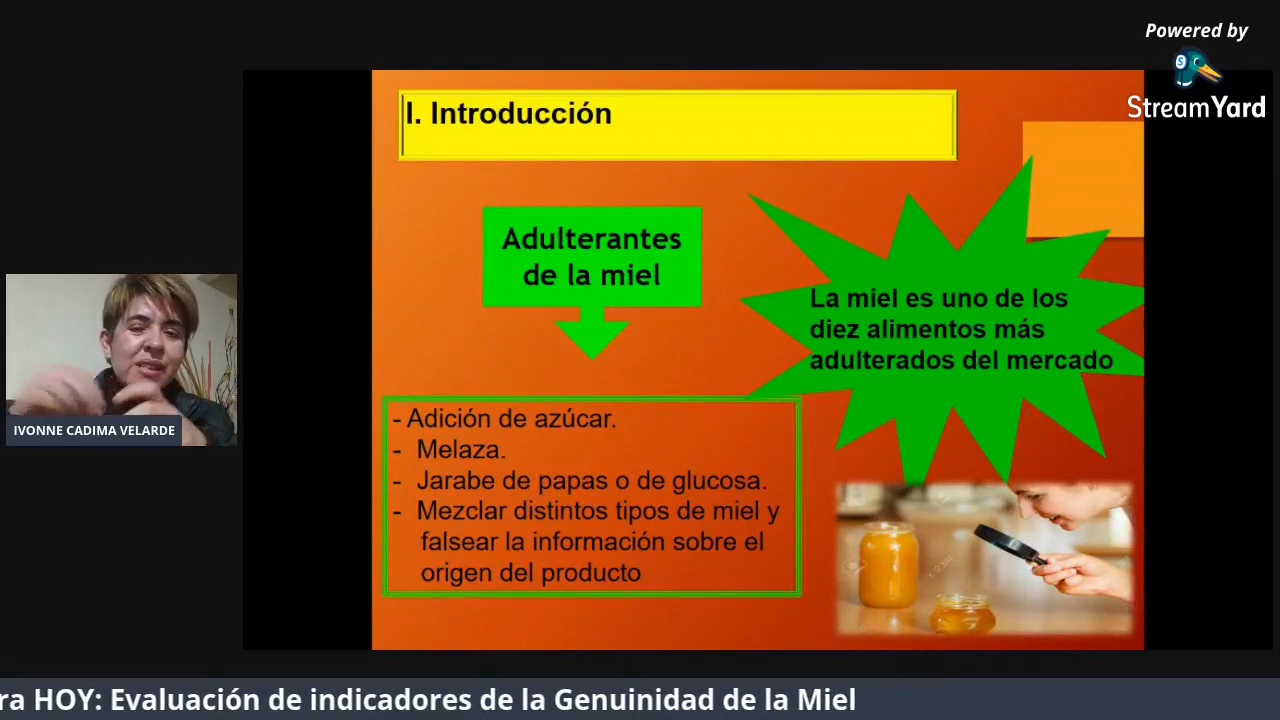 Powered by
StreamYard
I. Introducción
Adulterantes
de la miel
La miel es uno de los
diez alimentos más
adulterados del mercado
- Adición de azúcar.
- Melaza.
- Jarabe de papas o de glucosa.
- Mezclar distintos tipos de miel y
falsear la información sobre el
origen del producto
IVONNE CADIMA VELARDE
ra HOY: Evaluación de indicadores de la Genuinidad de la Miel